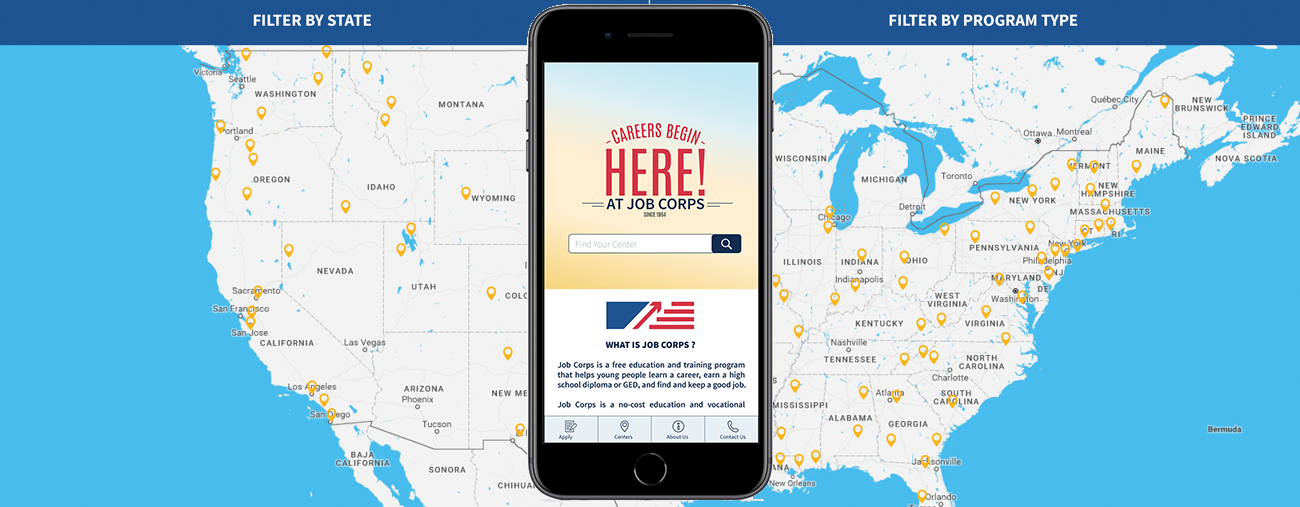 FILTER BY STATE
FILTER BY PROGRAM TYPE
Victoria
Seattle
WASHINGTON
MONTANA
Portland
OREGON
IDAHO
WYOMING
NEVADA
UTAH
Sacramento
San Francisco
San Jose
CALIFORNIA
Las Vegas
Los Angeles
San Diego
ARIZONA
Phoenix
Tucson
NEW ME
COLO
BAJA
CALIFORNIA
SONORA
CHIHUA
CAREERS BEGIN
HERE!
AT JOB CORPS
SINCE 1964
Find Your Center
WHAT IS JOB CORPS ?
Job Corps is a free education and training program
that helps young people learn a career, earn a high
school diploma or GED, and find and keep a good job.
Job Corps is a no-cost education and vocational
Apply
Centers
About Us
Contact Us
Québec City
NEW
BRUNSWICK
PRINCE
EDWARD
ISLAND
Ottawa
Montreal
MAINE
NOVA SCOTIA
WISCONSIN
MICHIGAN
Toronto
VERMONT
NEW
HAMPSHIRE
NEW YORK
MASSACHUSETTS
Detroit
Chicago
CT
RI
New York
PENNSYLVANIA
Philadelphia
ILLINOIS
INDIANA
OHIO
Indianapolis
MARYLAND
NJ
DE
Washington
WEST
VIRGINIA
KENTUCKY
VIRGINIA
Nashville
TENNESSEE
NORTH
CAROLINA
Charlotte
Atlanta
SOUTH
CAROLINA
MISSISSIPPI
ALABAMA
GEORGIA
Bermuda
Jacksonville
ANA
New Orleans
Orlando